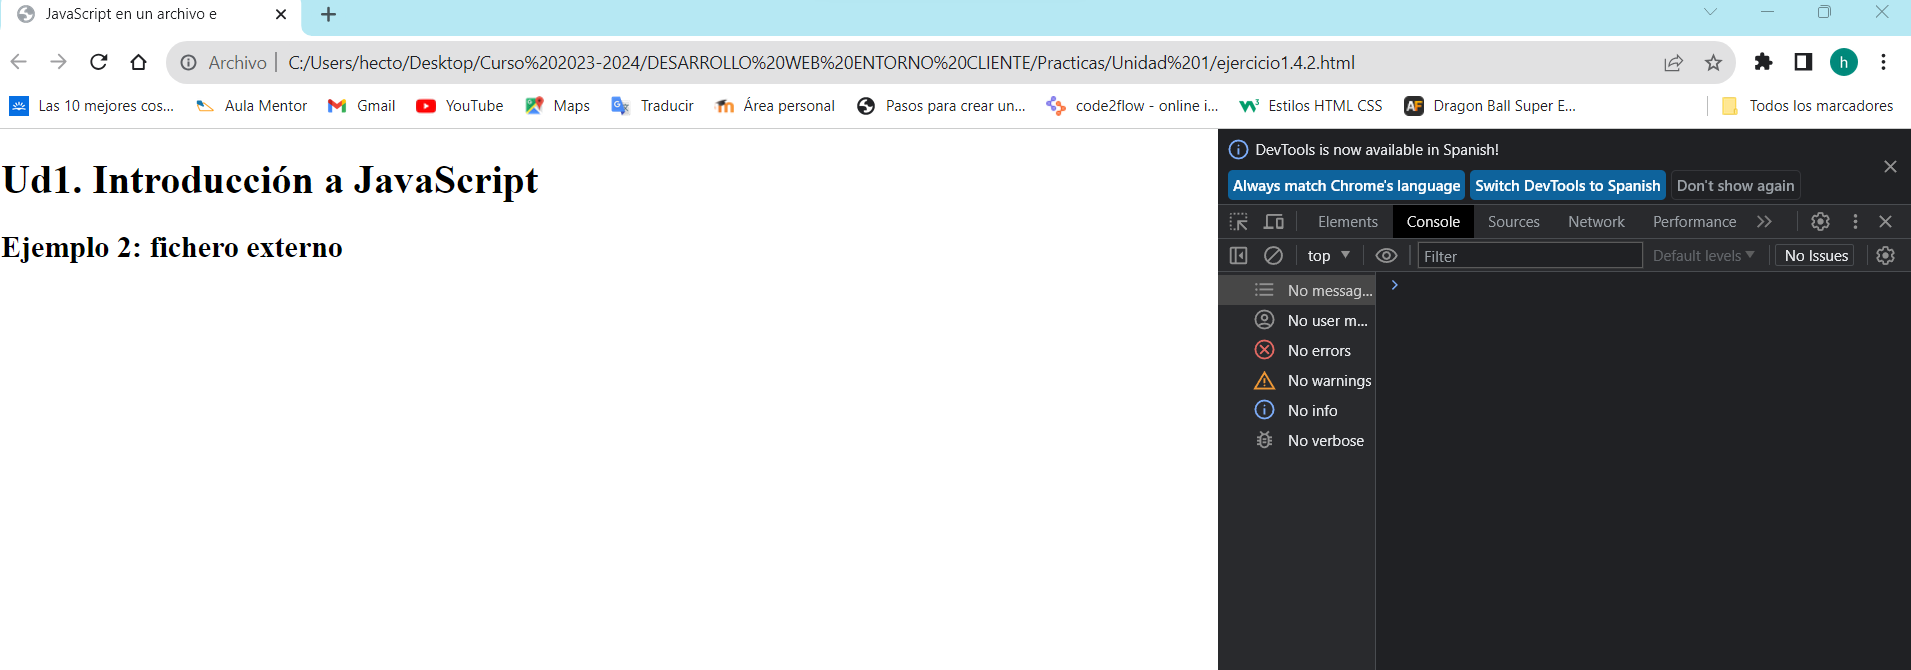 JavaScript en un archivo e
Archivo | C:/Users/hecto/Desktop/Curso%202023-2024/DESARROLLO%20WEB%20ENTORNO%20CLIENTE/Practicas/Unidad%201/ejercicio1.4.2.html
h
Las 10 mejores cos... Aula Mentor Gmail YouTube Maps Traducir Área personal Pasos para crear un... code2flow - online i... Estilos HTML CSS Dragon Ball Super E... Todos los marcadores
DevTools is now available in Spanish!
Always match Chrome's language Switch DevTools to Spanish Don't show again
Elements Console Sources Network Performance
top Filter Default levels No Issues
No messag...
No user m...
No errors
No warnings
No info
No verbose
Ud1. Introducción a JavaScript
Ejemplo 2: fichero externo